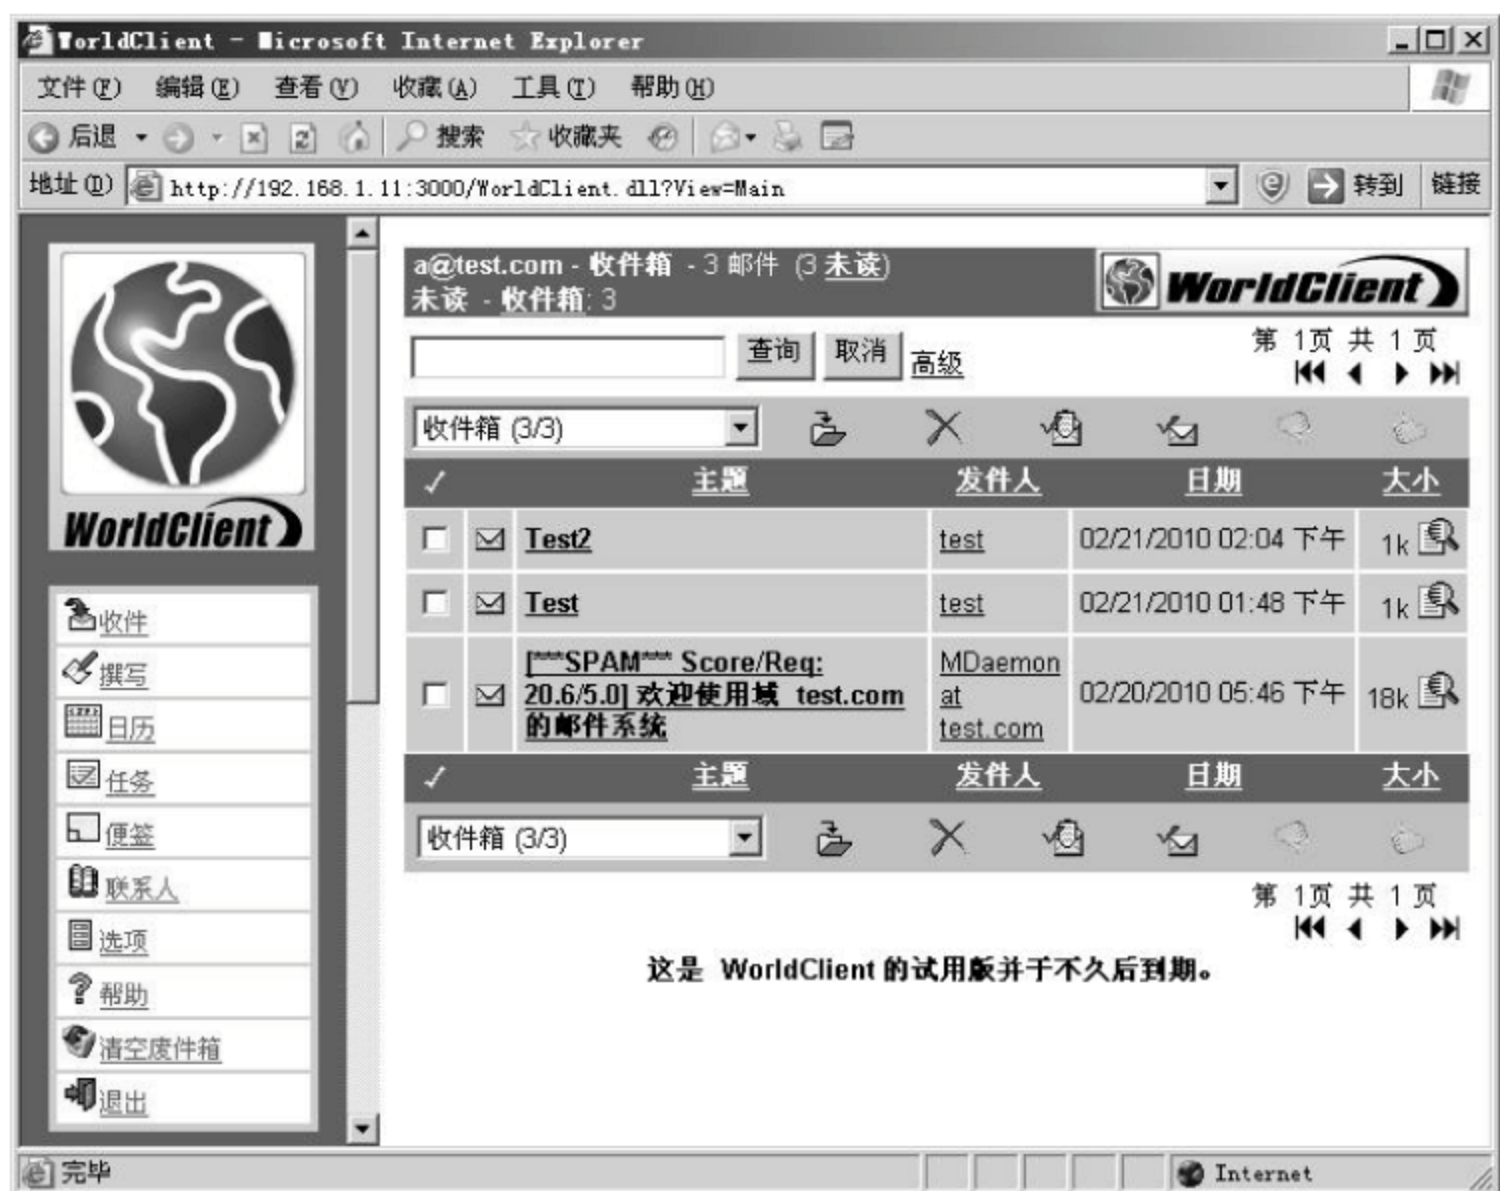 WorldClient - Microsoft Internet Explorer
文件(F) 编辑(E) 查看(V) 收藏(A) 工具(T) 帮助(H)
后退 搜索 收藏夹
地址(D) http://192.168.1.11:3000/WorldClient.dll?View=Main 转到 链接
WorldClient
收件
撰写
日历
任务
便签
联系人
选项
帮助
清空废件箱
退出
a@test.com - 收件箱 - 3 邮件 (3 未读)
未读 - 收件箱: 3
WorldClient
查询 取消 高级
第 1页 共 1 页
收件箱 (3/3)
主题 发件人 日期 大小
Test2 test 02/21/2010 02:04 下午 1k
Test test 02/21/2010 01:48 下午 1k
[***SPAM*** Score/Req: 
20.6/5.0] 欢迎使用域 test.com
的邮件系统
MDaemon
at
test.com
02/20/2010 05:46 下午 18k
主题 发件人 日期 大小
收件箱 (3/3)
第 1页 共 1 页
这是 WorldClient 的试用版并于不久后到期。
完毕 Internet